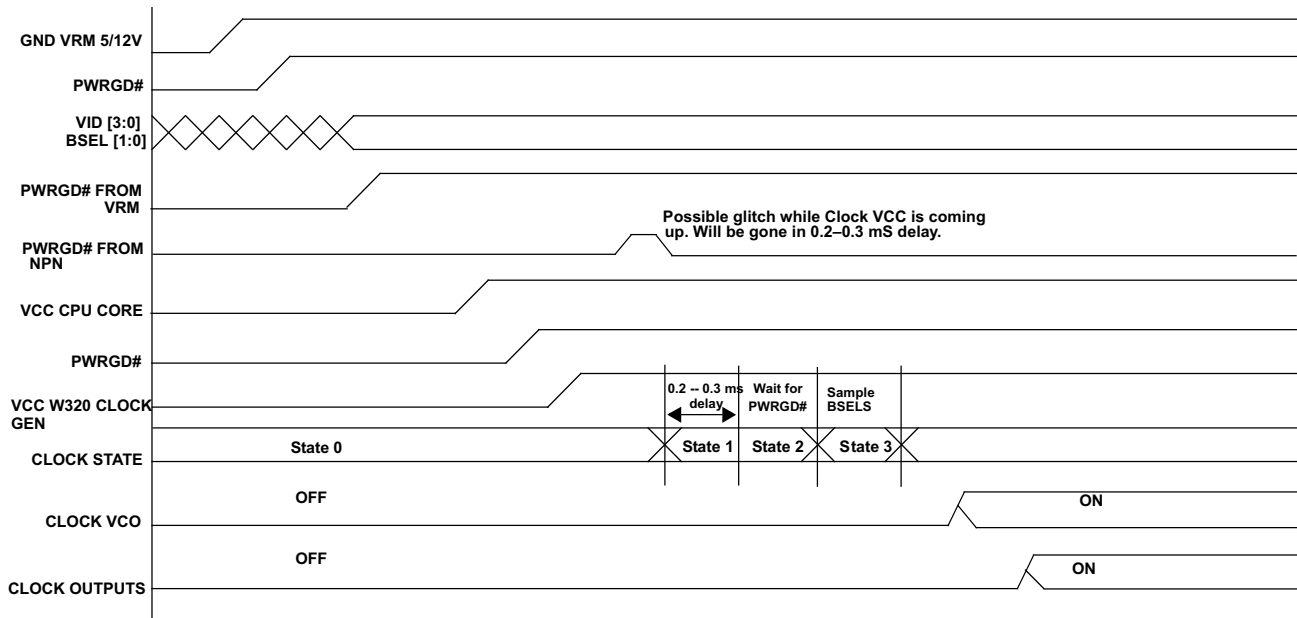 GND VRM 5/12V
PWRGD#
VID [3:0]
BSEL [1:0]
PWRGD# FROM
VRM
Possible glitch while Clock VCC is coming
up. Will be gone in 0.2–0.3 mS delay.
PWRGD# FROM
NPN
VCC CPU CORE
PWRGD#
0.2 -- 0.3 ms
delay
Wait for
PWRGD#
Sample
BSELS
VCC W320 CLOCK
GEN
CLOCK STATE
State 0
State 1
State 2
State 3
OFF
ON
CLOCK VCO
OFF
ON
CLOCK OUTPUTS